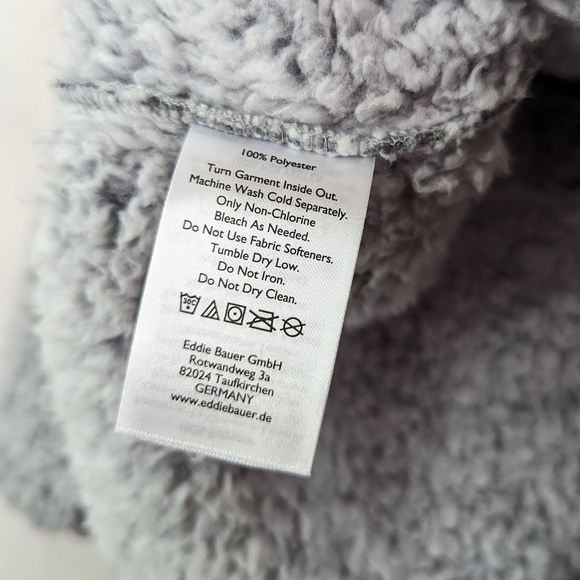 100% Polyester
Turn Garment Inside Out.
Machine Wash Cold Separately.
Only Non-Chlorine
Bleach As Needed.
Do Not Use Fabric Softeners.
Tumble Dry Low.
Do Not Iron.
Do Not Dry Clean.
30C
Eddie Bauer GmbH
Rotwandweg 3a
82024 Taufkirchen
GERMANY
www.eddiebauer.de